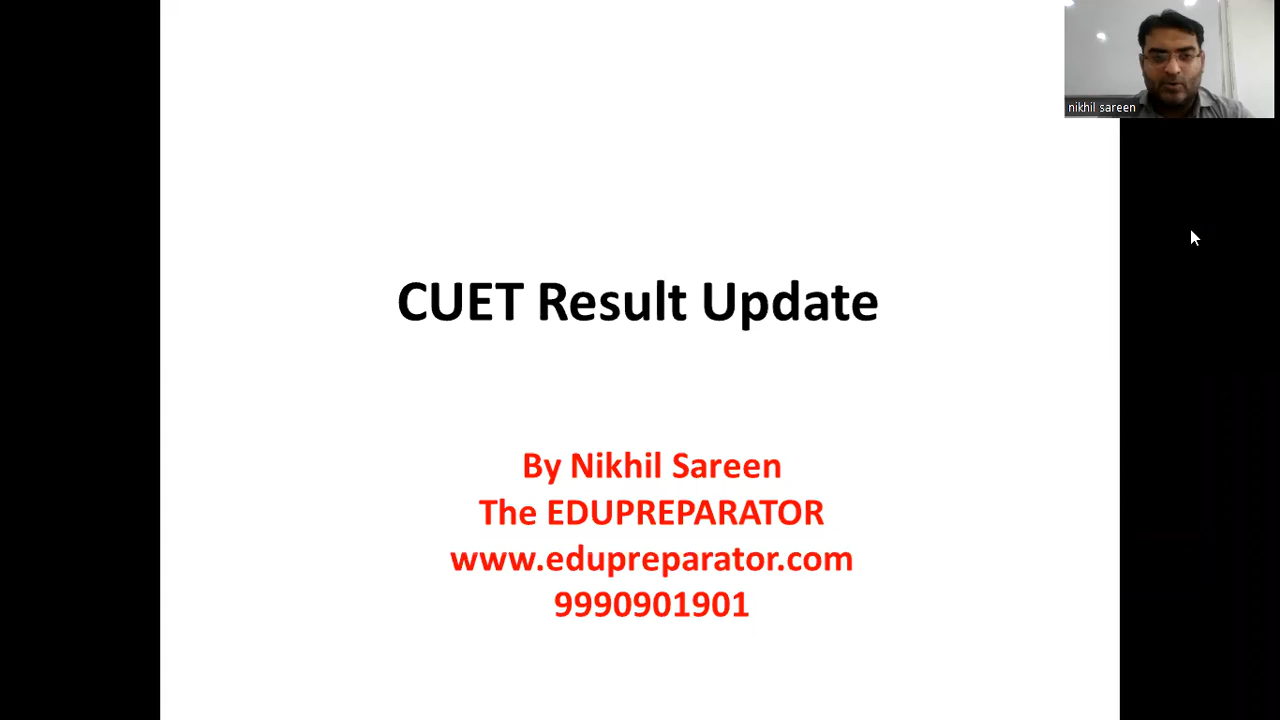 nikhil sareen
CUET Result Update
By Nikhil Sareen
The EDUPREPARATOR
www.edupreparator.com
9990901901